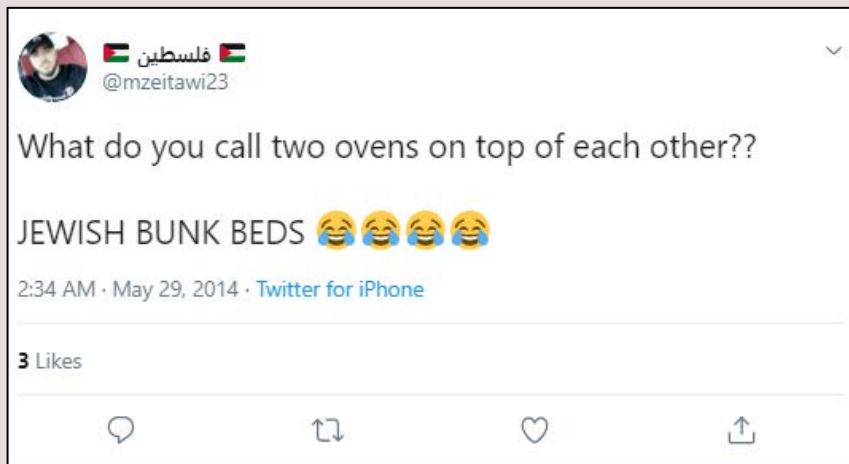 🇵🇸 فلسطين 🇵🇸
@mzeitawi23
What do you call two ovens on top of each other??
JEWISH BUNK BEDS 😂😂😂😂
2:34 AM · May 29, 2014 · Twitter for iPhone
3 Likes